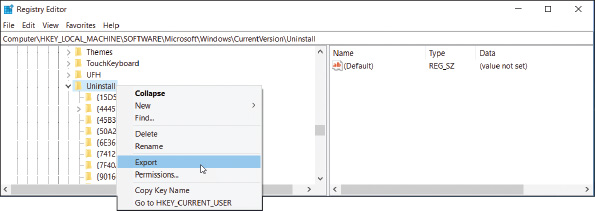 Registry Editor
File Edit View Favorites Help
Computer\HKEY_LOCAL_MACHINE\SOFTWARE\Microsoft\Windows\CurrentVersion\Uninstall
Themes
TouchKeyboard
UFH
Uninstall
{15D5
{4445
{45B3
{50A2
{6E36
{7412
{7F40
{9016
Collapse
New
Find...
Delete
Rename
Export
Permissions...
Copy Key Name
Go to HKEY_CURRENT_USER
Name Type Data
ab (Default) REG_SZ (value not set)